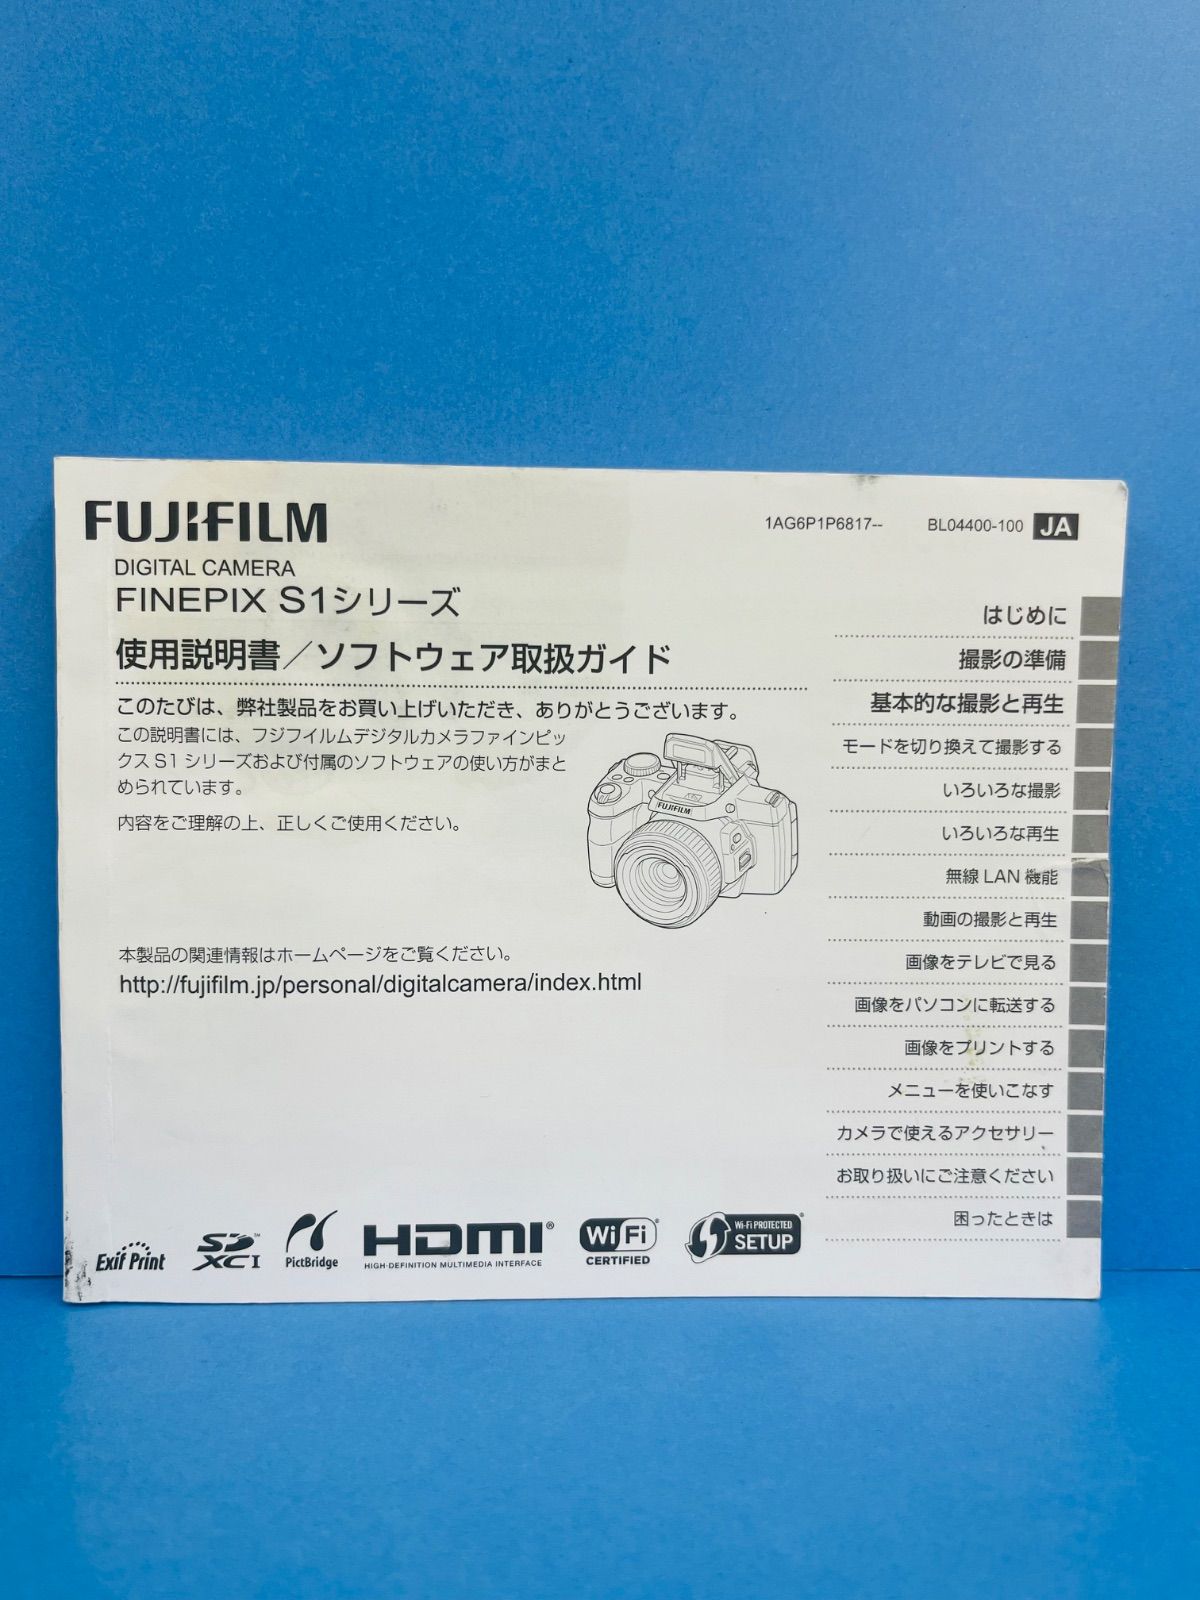 FUJIFILM
1AG6P1P6817-- BL04400-100 JA
DIGITAL CAMERA
FINEPIX S1シリーズ
使用説明書／ソフトウェア取扱ガイド
このたびは、弊社製品をお買い上げいただき、ありがとうございます。
この説明書には、フジフイルムデジタルカメラファインピッ
クス S1 シリーズおよび付属のソフトウェアの使い方がまと
められています。
内容をご理解の上、正しくご使用ください。
FUJIFILM
本製品の関連情報はホームページをご覧ください。
http://fujifilm.jp/personal/digitalcamera/index.html
はじめに
撮影の準備
基本的な撮影と再生
モードを切り換えて撮影する
いろいろな撮影
いろいろな再生
無線 LAN 機能
動画の撮影と再生
画像をテレビで見る
画像をパソコンに転送する
画像をプリントする
メニューを使いこなす
カメラで使えるアクセサリー
お取り扱いにご注意ください
困ったときは
Exif Print
SD XC I
PictBridge
HDMI®
HIGH-DEFINITION MULTIMEDIA INTERFACE
Wi Fi
CERTIFIED
Wi-Fi PROTECTED
SETUP